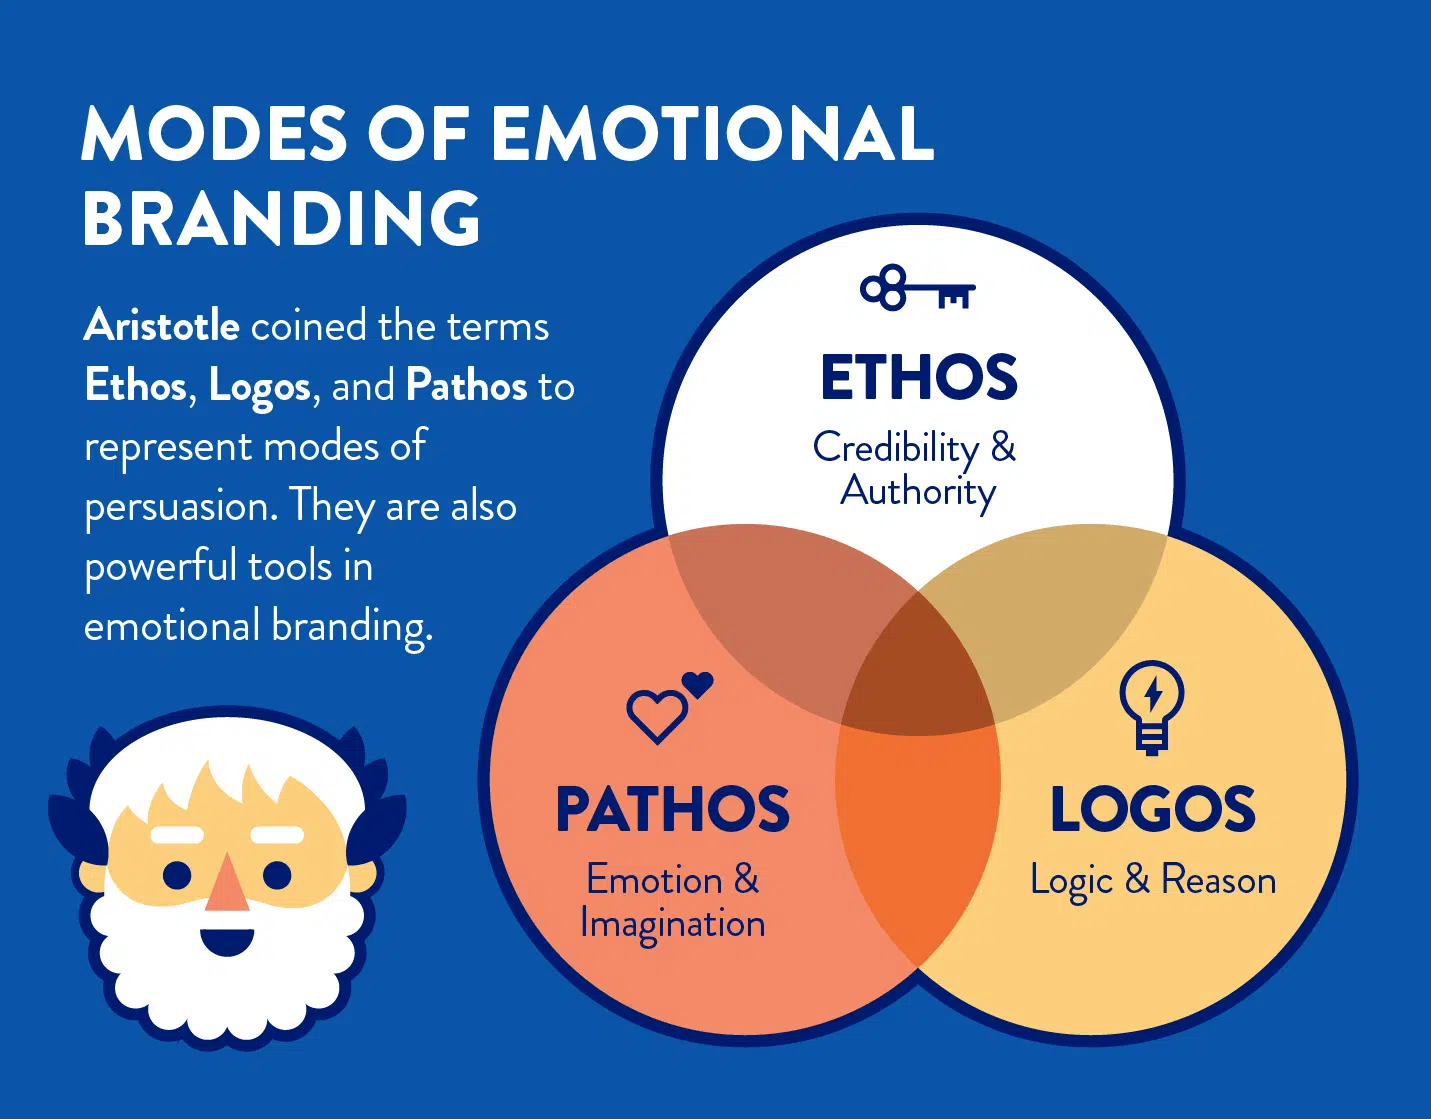 MODES OF EMOTIONAL
BRANDING
Aristotle coined the terms
Ethos, Logos, and Pathos to
represent modes of
persuasion. They are also
powerful tools in
emotional branding.
ETHOS
Credibility &
Authority
PATHOS
Emotion &
Imagination
LOGOS
Logic & Reason